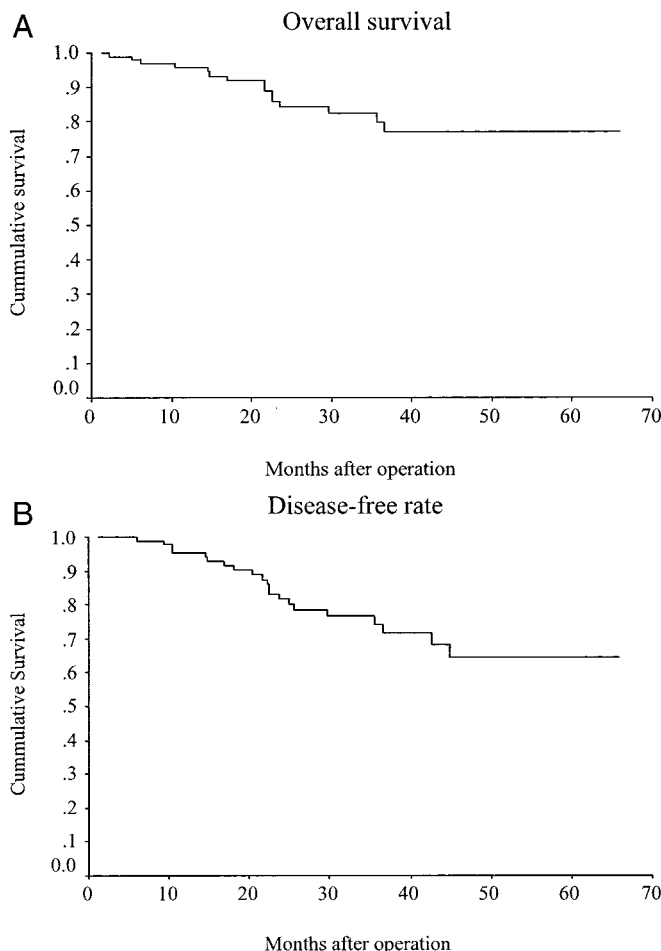 A
Overall survival
1.0
.9
.8
.7
.6
.5
.4
.3
.2
.1
0.0
Cummulative survival
0 10 20 30 40 50 60 70
Months after operation
B
Disease-free rate
1.0
.9
.8
.7
.6
.5
.4
.3
.2
.1
0.0
Cummulative Survival
0 10 20 30 40 50 60 70
Months after operation